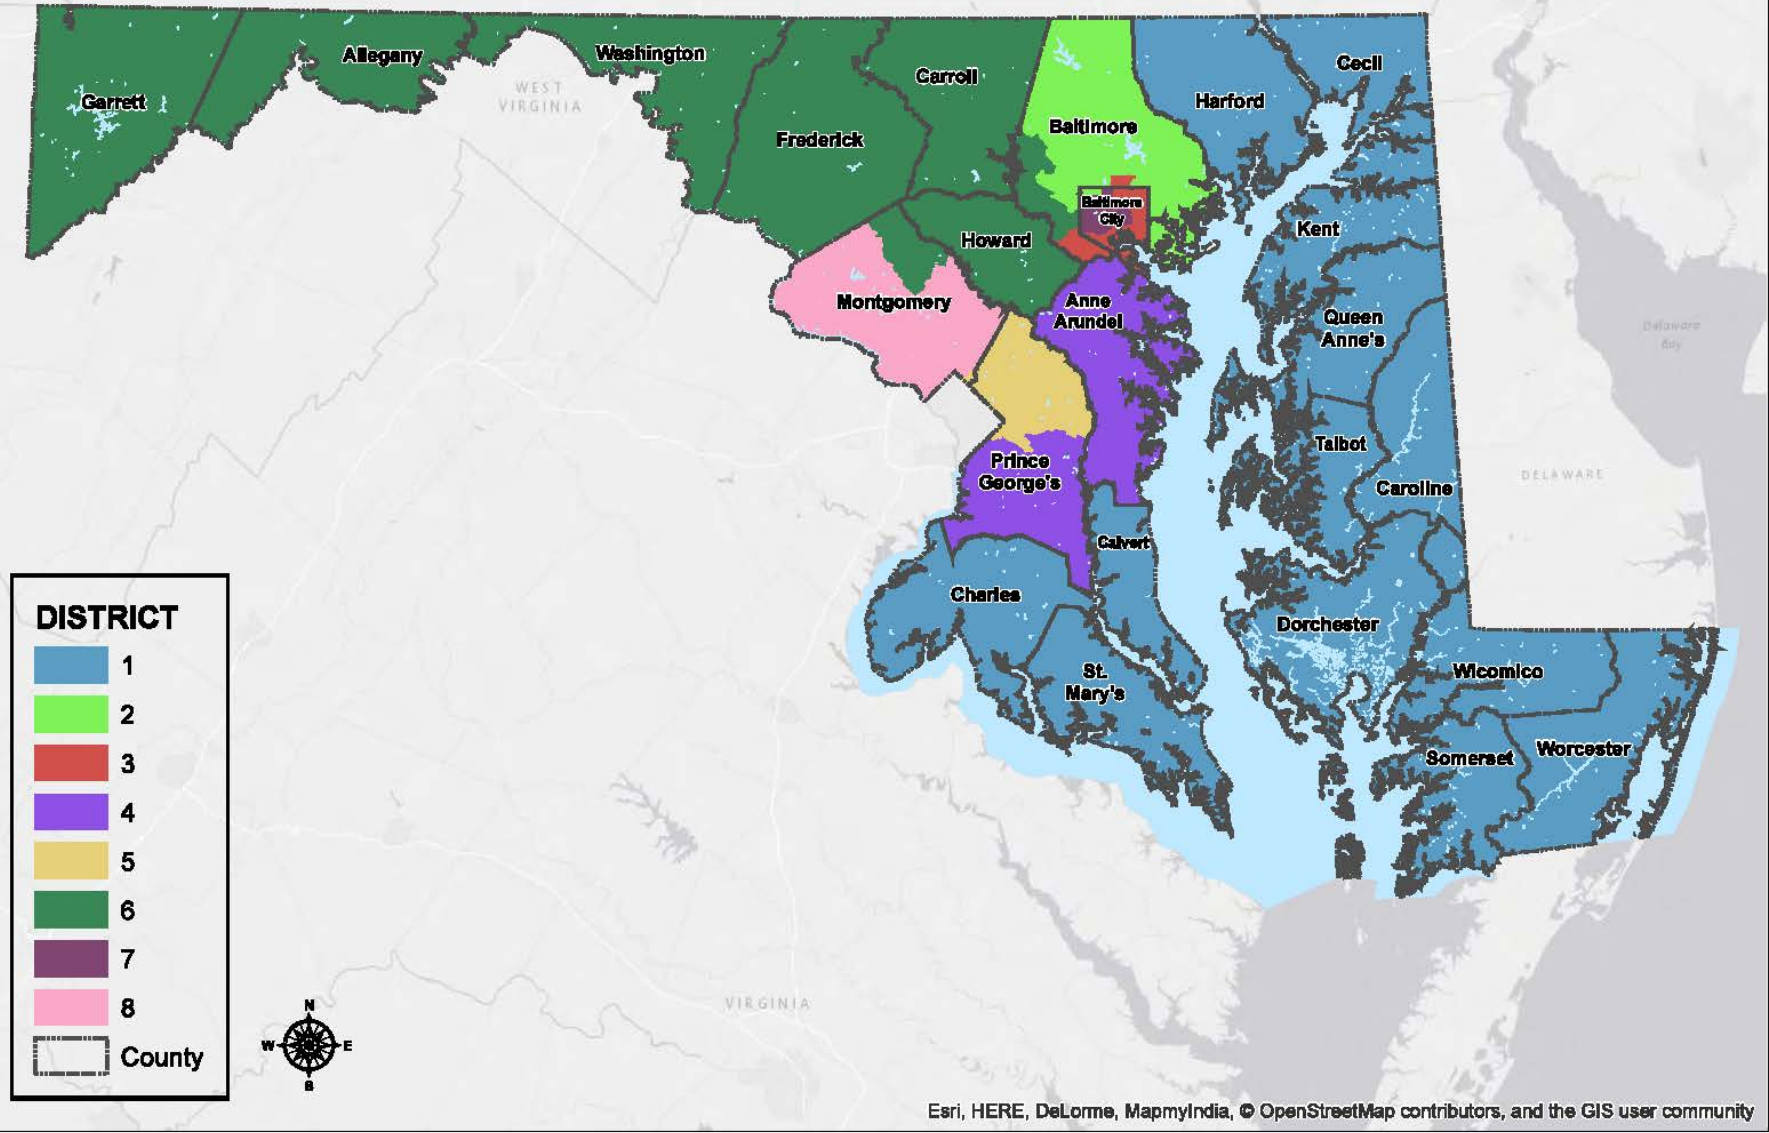 Allegany
Washington
Carroll
Cecil
Garrett
WEST
VIRGINIA
Harford
Frederick
Baltimore
Baltimore
City
Kent
Howard
Montgomery
Anne
Arundel
Queen
Anne's
Delaware
Bay
Talbot
Prince
George's
Caroline
DELAWARE
Calvert
Charles
Dorchester
St.
Mary's
Wicomico
Somerset
Worcester
VIRGINIA
DISTRICT
1
2
3
4
5
6
7
8
County
N
W
E
S
Esri, HERE, DeLorme, MapmyIndia, © OpenStreetMap contributors, and the GIS user community